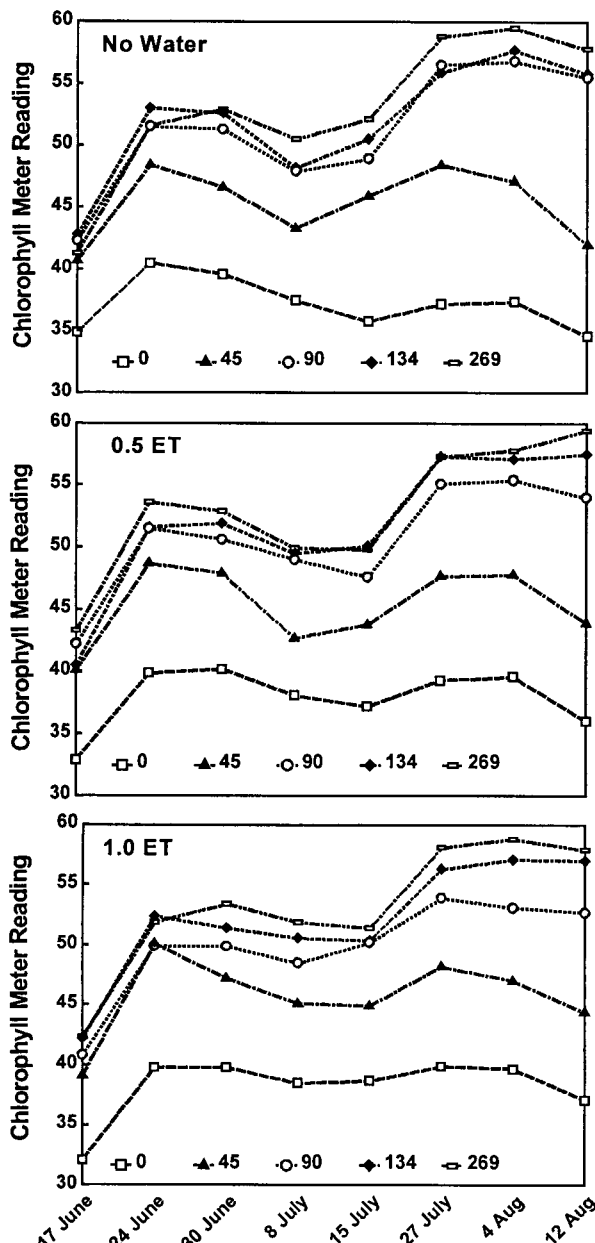 No Water
Chlorophyll Meter Reading
60
55
50
45
40
35
30
0 45 90 134 269
0.5 ET
Chlorophyll Meter Reading
60
55
50
45
40
35
30
0 45 90 134 269
1.0 ET
Chlorophyll Meter Reading
60
55
50
45
40
35
30
0 45 90 134 269
17 June 24 June 30 June 8 July 15 July 27 July 4 Aug 12 Aug